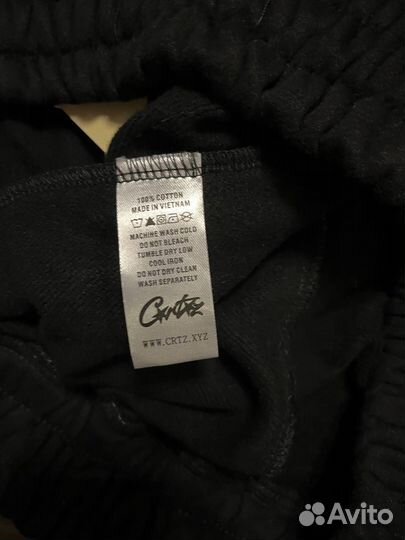 100% COTTON
MADE IN VIETNAM
MACHINE WASH COLD
DO NOT BLEACH
TUMBLE DRY LOW
COOL IRON
DO NOT DRY CLEAN
WASH SEPARATELY
Crtz
WWW.CRTZ.XYZ
Avito